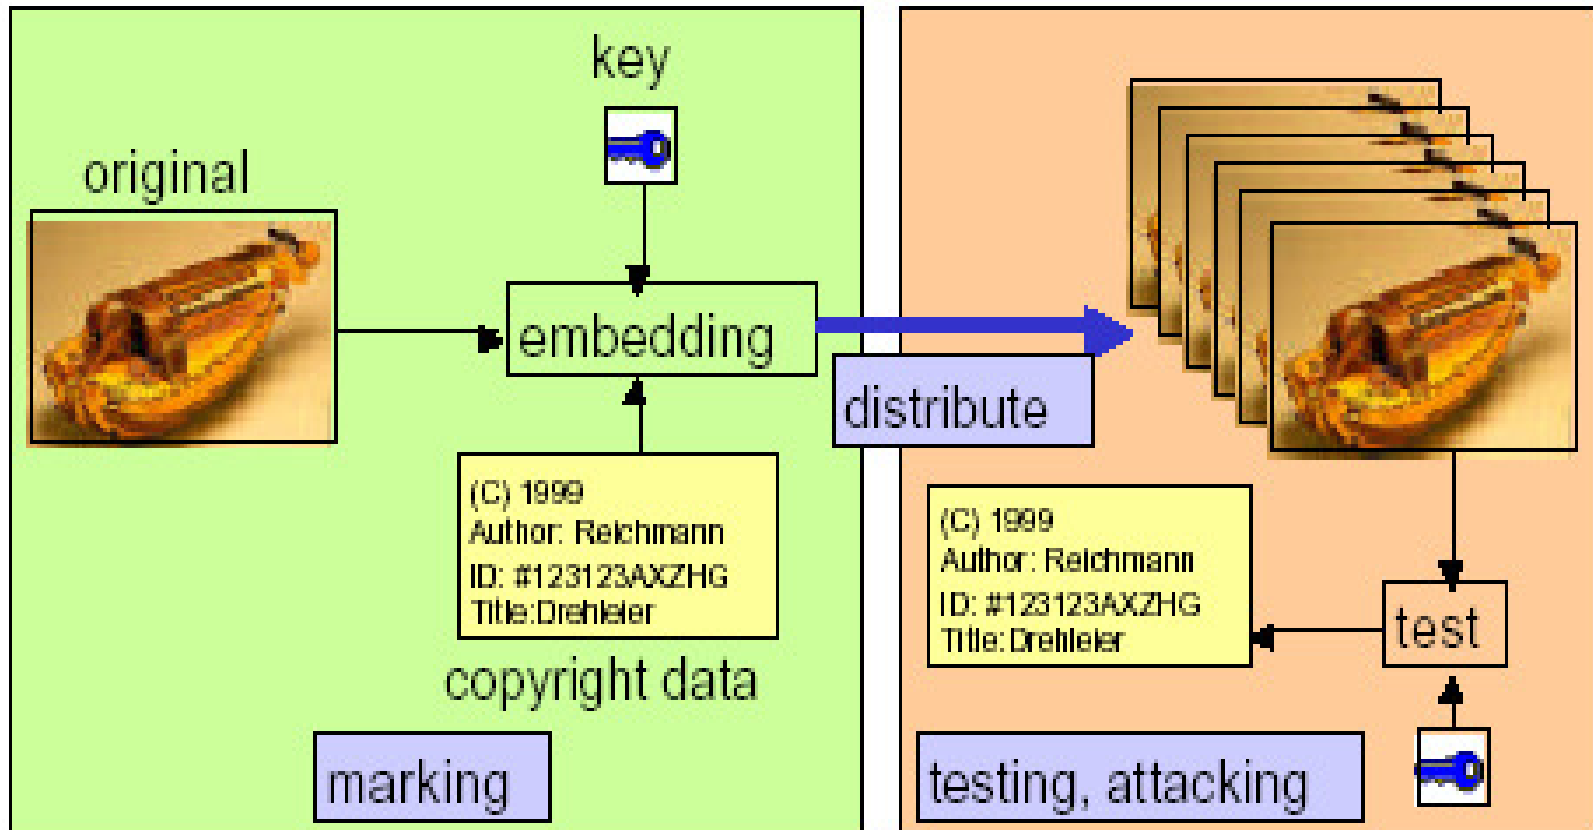 key
original
embedding
distribute
(C) 1999
Author: Reichmann
ID: #123123AXZHG
Title:Drehleier
copyright data
marking
(C) 1999
Author: Reichmann
ID: #123123AXZHG
Title:Drehleier
test
testing, attacking